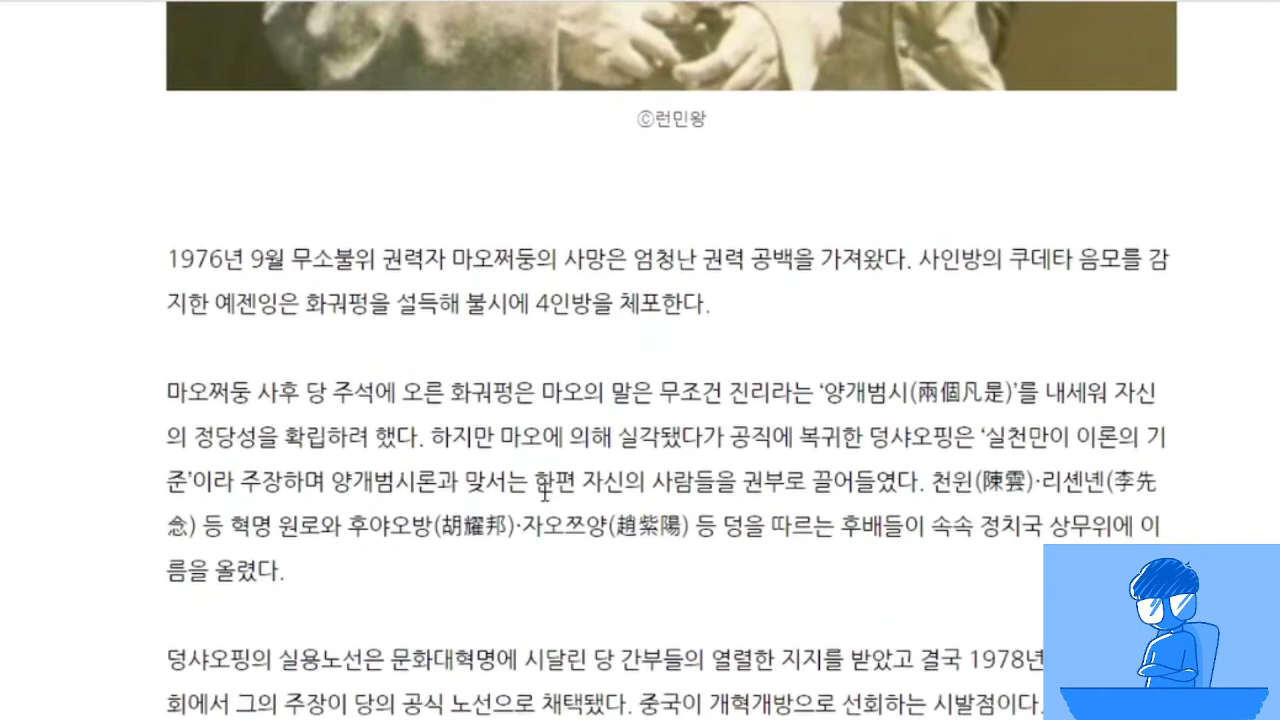 ⓒ런민왕
1976년 9월 무소불위 권력자 마오쩌둥의 사망은 엄청난 권력 공백을 가져왔다. 사인방의 쿠데타 음모를 감
지한 예젠잉은 화궈펑을 설득해 불시에 4인방을 체포한다.
마오쩌둥 사후 당 주석에 오른 화궈펑은 마오의 말은 무조건 진리라는 ‘양개범시(兩個凡是)’를 내세워 자신
의 정당성을 확립하려 했다. 하지만 마오에 의해 실각됐다가 공직에 복귀한 덩샤오핑은 ‘실천만이 이론의 기
준’이라 주장하며 양개범시론과 맞서는 한편 자신의 사람들을 권부로 끌어들였다. 천윈(陳雲)·리셴녠(李先
念) 등 혁명 원로와 후야오방(胡耀邦)·자오쯔양(趙紫陽) 등 덩을 따르는 후배들이 속속 정치국 상무위에 이
름을 올렸다.
덩샤오핑의 실용노선은 문화대혁명에 시달린 당 간부들의 열렬한 지지를 받았고 결국 1978년
회에서 그의 주장이 당의 공식 노선으로 채택됐다. 중국이 개혁개방으로 선회하는 시발점이다.